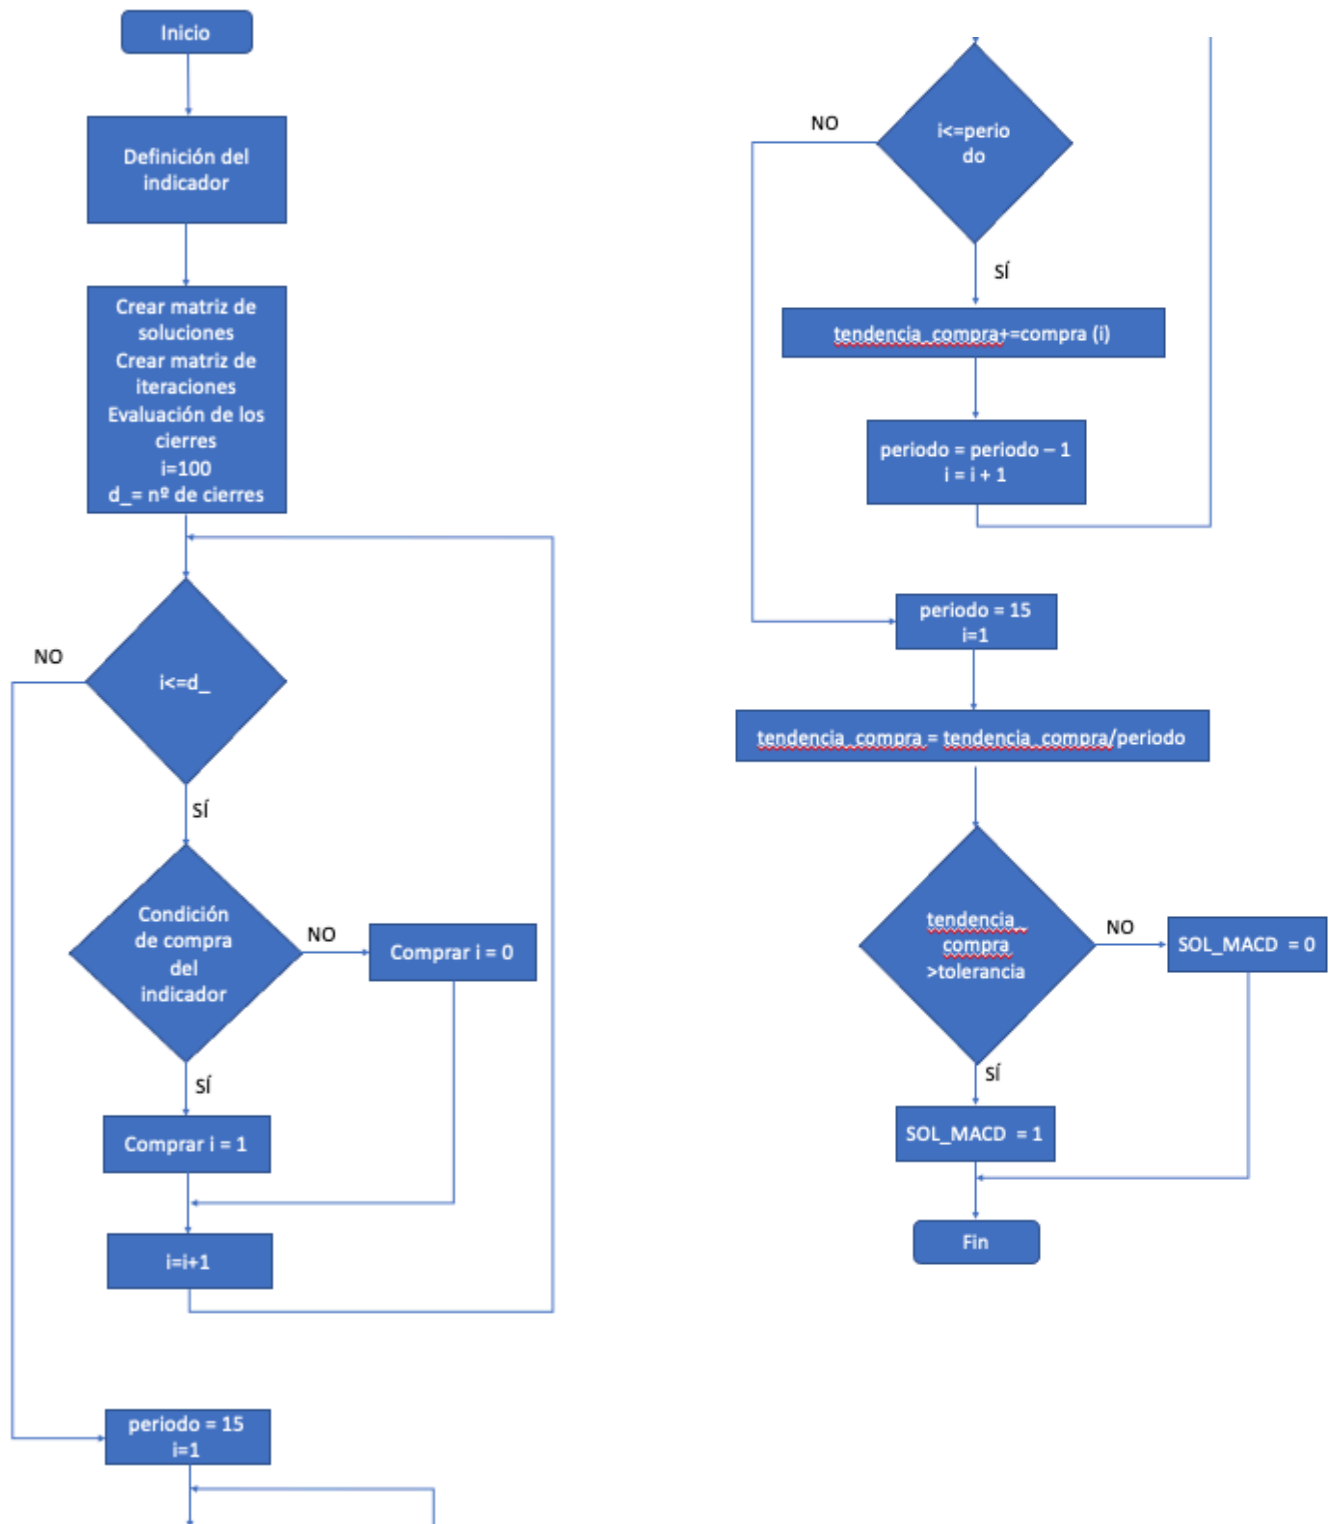 Inicio
Definición del
indicador
Crear matriz de
soluciones
Crear matriz de
iteraciones
Evaluación de los
cierres
i=100
d_= nº de cierres
NO
i<=d_
SÍ
Condición
de compra
del
indicador
NO
Comprar i = 0
SÍ
Comprar i = 1
i=i+1
periodo = 15
i=1
NO
i<=perio
do
SÍ
tendencia_compra+=compra (i)
periodo = periodo – 1
i = i + 1
periodo = 15
i=1
tendencia_compra = tendencia_compra/periodo
tendencia_
compra
>tolerancia
NO
SOL_MACD = 0
SÍ
SOL_MACD = 1
Fin